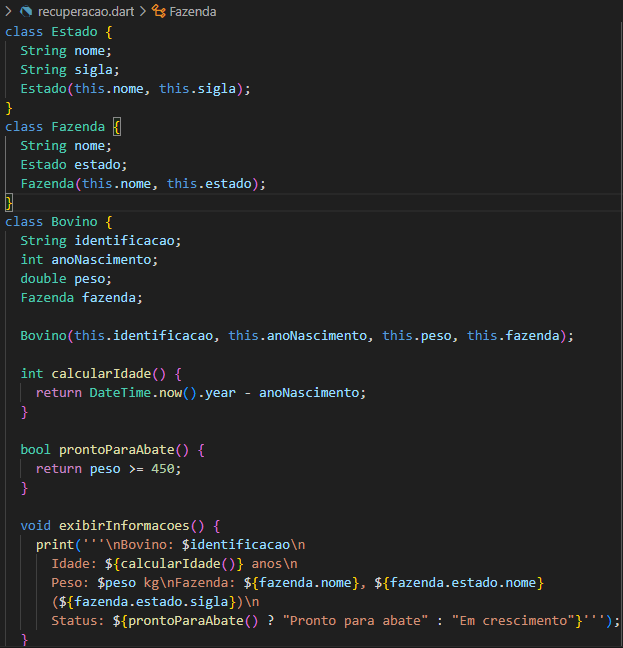 recuperacao.dart > Fazenda
class Estado {
  String nome;
  String sigla;
  Estado(this.nome, this.sigla);
}
class Fazenda {
  String nome;
  Estado estado;
  Fazenda(this.nome, this.estado);
}
class Bovino {
  String identificacao;
  int anoNascimento;
  double peso;
  Fazenda fazenda;

  Bovino(this.identificacao, this.anoNascimento, this.peso, this.fazenda);

  int calcularIdade() {
    return DateTime.now().year - anoNascimento;
  }

  bool prontoParaAbate() {
    return peso >= 450;
  }

  void exibirInformacoes() {
    print('''\nBovino: $identificacao\n
      Idade: ${calcularIdade()} anos\n
      Peso: $peso kg\nFazenda: ${fazenda.nome}, ${fazenda.estado.nome}
      (${fazenda.estado.sigla})\n
      Status: ${prontoParaAbate() ? "Pronto para abate" : "Em crescimento"}''');
  }